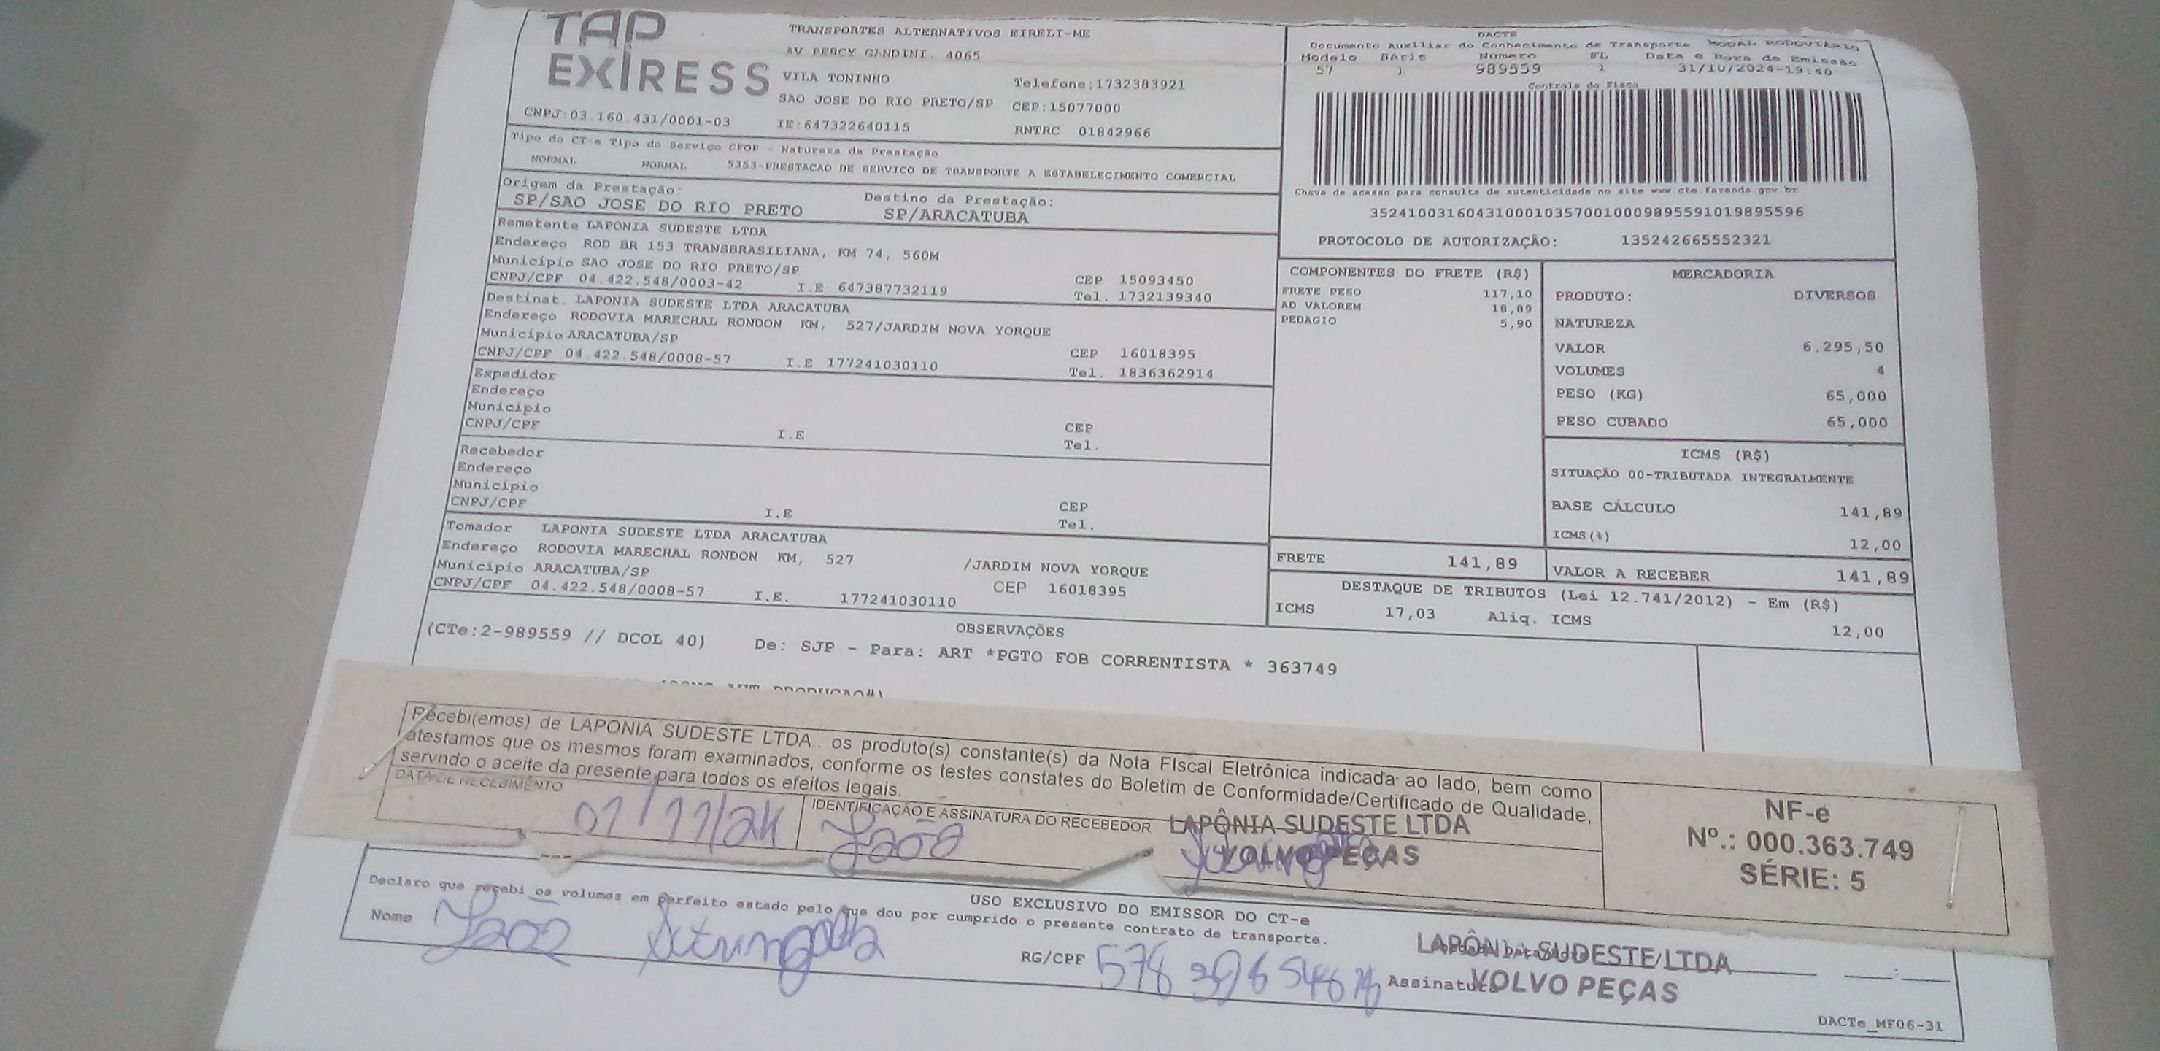 TAP
EXIRESS
TRANSPORTES ALTERNATIVOS EIRELI-ME
AV PERCY GANDINI, 4065
VILA TONINHO
Telefone:1732383921
SAO JOSE DO RIO PRETO/SP CEP:15077000
CNPJ:03.160.431/0001-03 IE:647322640115 RNTRC 01842966
DACTE
Documento Auxiliar do Conhecimento de Transporte MODAL RODOVIÁRIO
Modelo Série Número FL Data e Hora de Emissão
57 1 989559 1 31/10/2024-19:40
Controle do Fisco
Chave de acesso para consulta de autenticidade no site www.cte.fazenda.gov.br
35241003160431000103570010009895591019895596
PROTOCOLO DE AUTORIZAÇÃO: 135242665552321
Tipo da CT-e Tipo do Serviço CFOP - Natureza da Prestação
NORMAL NORMAL 5353-PRESTACAO DE SERVICO DE TRANSPORTE A ESTABELECIMENTO COMERCIAL
Origem da Prestação: Destino da Prestação:
SP/SAO JOSE DO RIO PRETO SP/ARACATUBA
Remetente LAPONIA SUDESTE LTDA
Endereço ROD BR 153 TRANSBRASILIANA, KM 74, 560M
Município SAO JOSE DO RIO PRETO/SP CEP 15093450
CNPJ/CPF 04.422.548/0003-42 I.E 647387732119 Tel. 1732139340
Destinat. LAPONIA SUDESTE LTDA ARACATUBA
Endereço RODOVIA MARECHAL RONDON KM, 527/JARDIM NOVA YORQUE
Município ARACATUBA/SP CEP 16018395
CNPJ/CPF 04.422.548/0008-57 I.E 177241030110 Tel. 1836362914
Expedidor
Endereço
Município CEP
CNPJ/CPF I.E Tel.
Recebedor
Endereço
Município CEP
CNPJ/CPF I.E Tel.
Tomador LAPONIA SUDESTE LTDA ARACATUBA
Endereço RODOVIA MARECHAL RONDON KM, 527 /JARDIM NOVA YORQUE
Município ARACATUBA/SP CEP 16018395
CNPJ/CPF 04.422.548/0008-57 I.E. 177241030110
COMPONENTES DO FRETE (R$)
FRETE PESO 117,10
AD VALOREM 18,89
PEDAGIO 5,90
MERCADORIA
PRODUTO: DIVERSOS
NATUREZA
VALOR 6.295,50
VOLUMES 4
PESO (KG) 65,000
PESO CUBADO 65,000
ICMS (R$)
SITUAÇÃO 00-TRIBUTADA INTEGRALMENTE
BASE CÁLCULO 141,89
ICMS(%) 12,00
FRETE 141,89 VALOR A RECEBER 141,89
DESTAQUE DE TRIBUTOS (Lei 12.741/2012) - Em (R$)
ICMS 17,03 Aliq. ICMS 12,00
OBSERVAÇÕES
(CTe:2-989559 // DCOL 40) De: SJP - Para: ART *PGTO FOB CORRENTISTA * 363749
Recebi(emos) de LAPONIA SUDESTE LTDA.. os produto(s) constante(s) da Nota FIscal Eletrônica indicada ao lado, bem como
atestamos que os mesmos foram examinados, conforme os testes constates do Boletim de Conformidade/Certificado de Qualidade,
servndo o aceite da presente para todos os efeitos legais.
DATA DE RECEBIMENTO
01/11/24
IDENTIFICAÇÃO E ASSINATURA DO RECEBEDOR
LAPÔNIA SUDESTE LTDA
VOLVO PEÇAS
NF-e
Nº.: 000.363.749
SÉRIE: 5
USO EXCLUSIVO DO EMISSOR DO CT-e
Declaro que recebi os volumes em perfeito estado pelo que dou por cumprido o presente contrato de transporte.
Nome RG/CPF
Assinatura
LAPÔNIA SUDESTE LTDA
VOLVO PEÇAS
DACTe_MF06-31